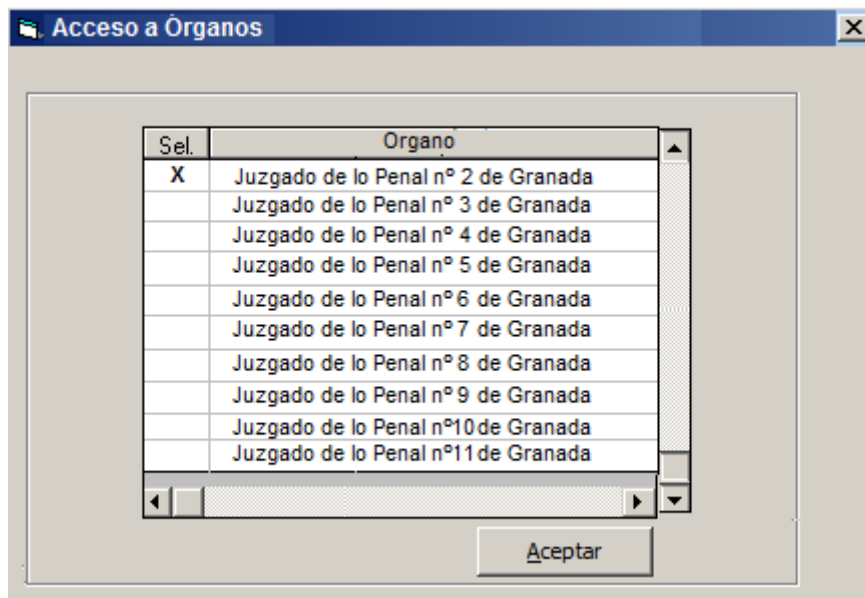 Acceso a Órganos
Sel. Organo
X Juzgado de lo Penal nº 2 de Granada
Juzgado de lo Penal nº 3 de Granada
Juzgado de lo Penal nº 4 de Granada
Juzgado de lo Penal nº 5 de Granada
Juzgado de lo Penal nº 6 de Granada
Juzgado de lo Penal nº 7 de Granada
Juzgado de lo Penal nº 8 de Granada
Juzgado de lo Penal nº 9 de Granada
Juzgado de lo Penal nº10 de Granada
Juzgado de lo Penal nº11 de Granada
Aceptar